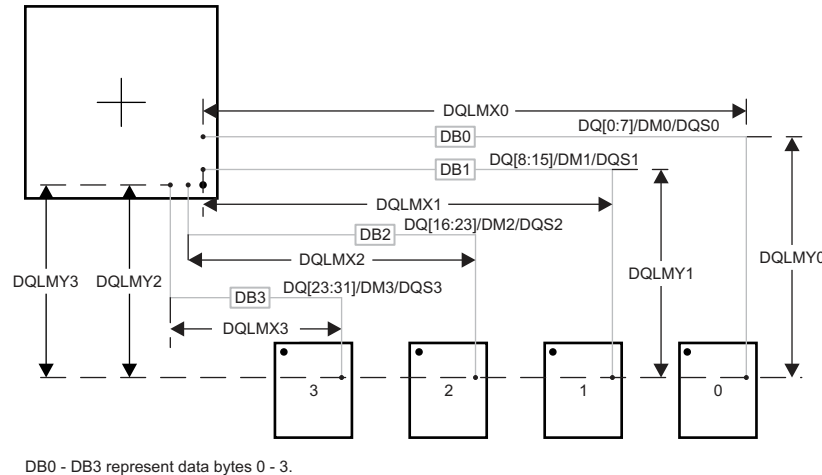 DQLMX0
DQ[0:7]/DM0/DQS0
DB0
DQ[8:15]/DM1/DQS1
DB1
DQLMX1
DQ[16:23]/DM2/DQS2
DB2
DQLMX2
DQLMY0
DQLMY1
DQLMY3
DQLMY2
DQ[23:31]/DM3/DQS3
DB3
DQLMX3
3
2
1
0
DB0 - DB3 represent data bytes 0 - 3.